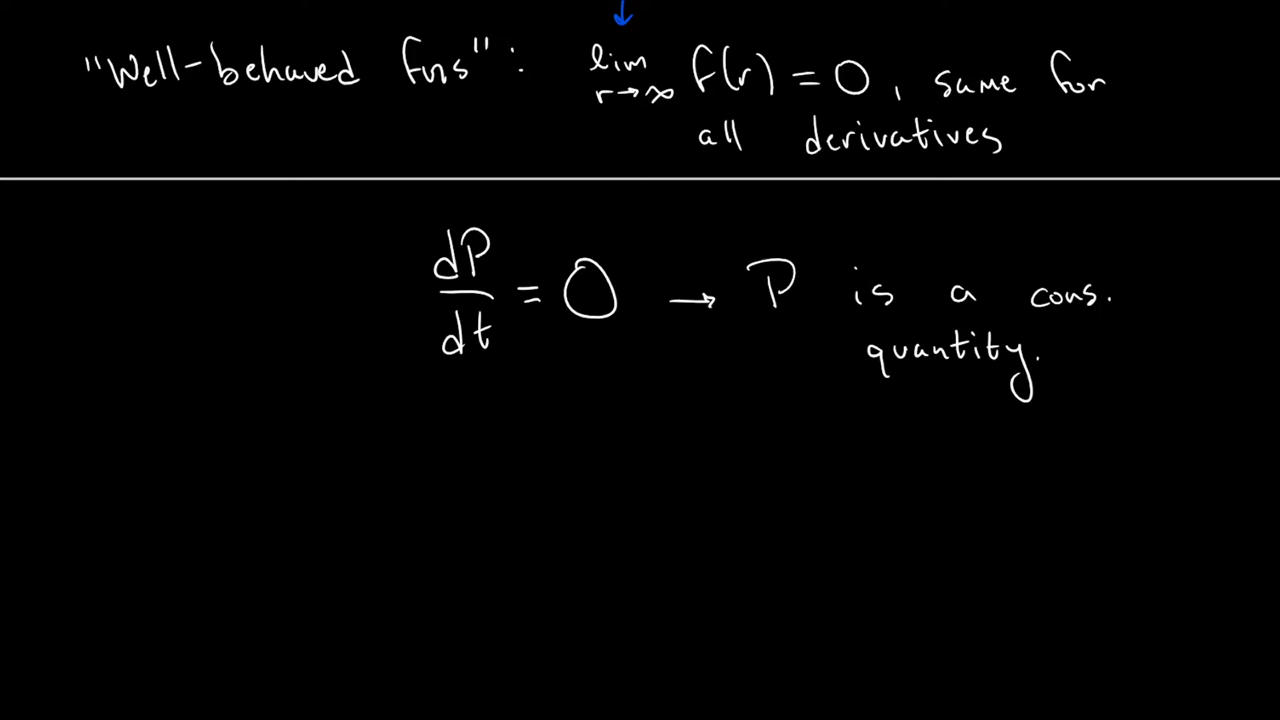 "Well-behaved fns": lim r→∞ f(r) = 0, same for
all derivatives
dP/dt = 0 → P is a cons.
quantity.